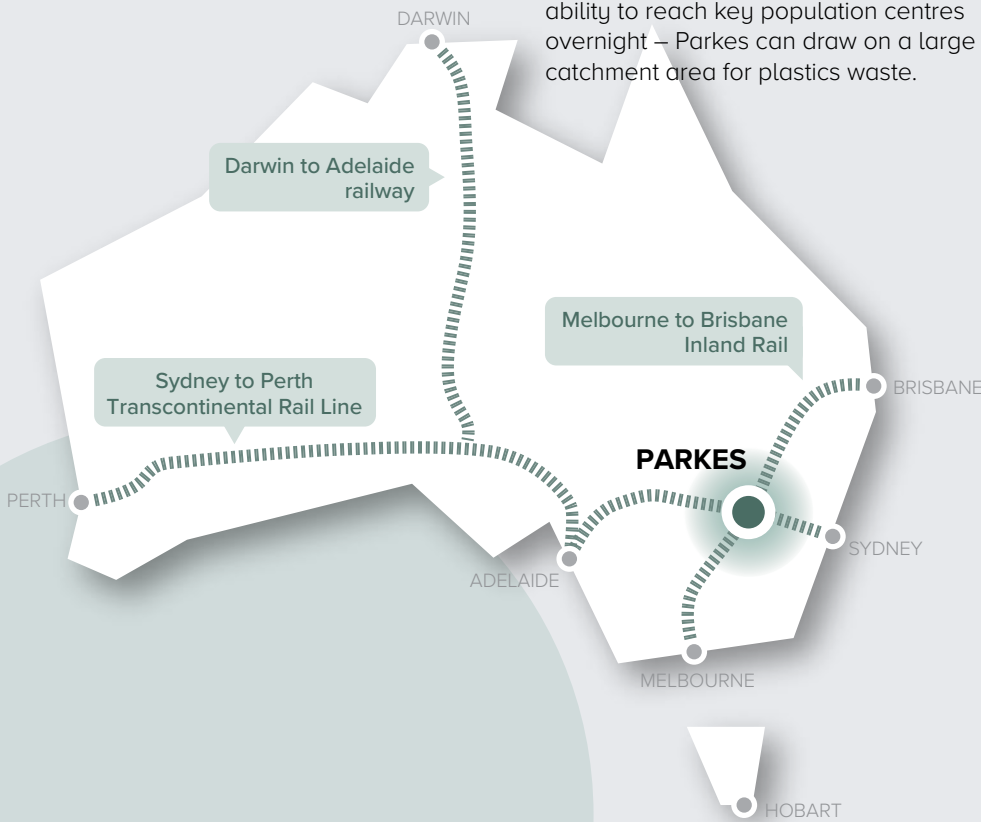 ability to reach key population centres
overnight – Parkes can draw on a large
catchment area for plastics waste.
DARWIN
Darwin to Adelaide
railway
Melbourne to Brisbane
Inland Rail
Sydney to Perth
Transcontinental Rail Line
BRISBANE
PARKES
PERTH
SYDNEY
ADELAIDE
MELBOURNE
HOBART